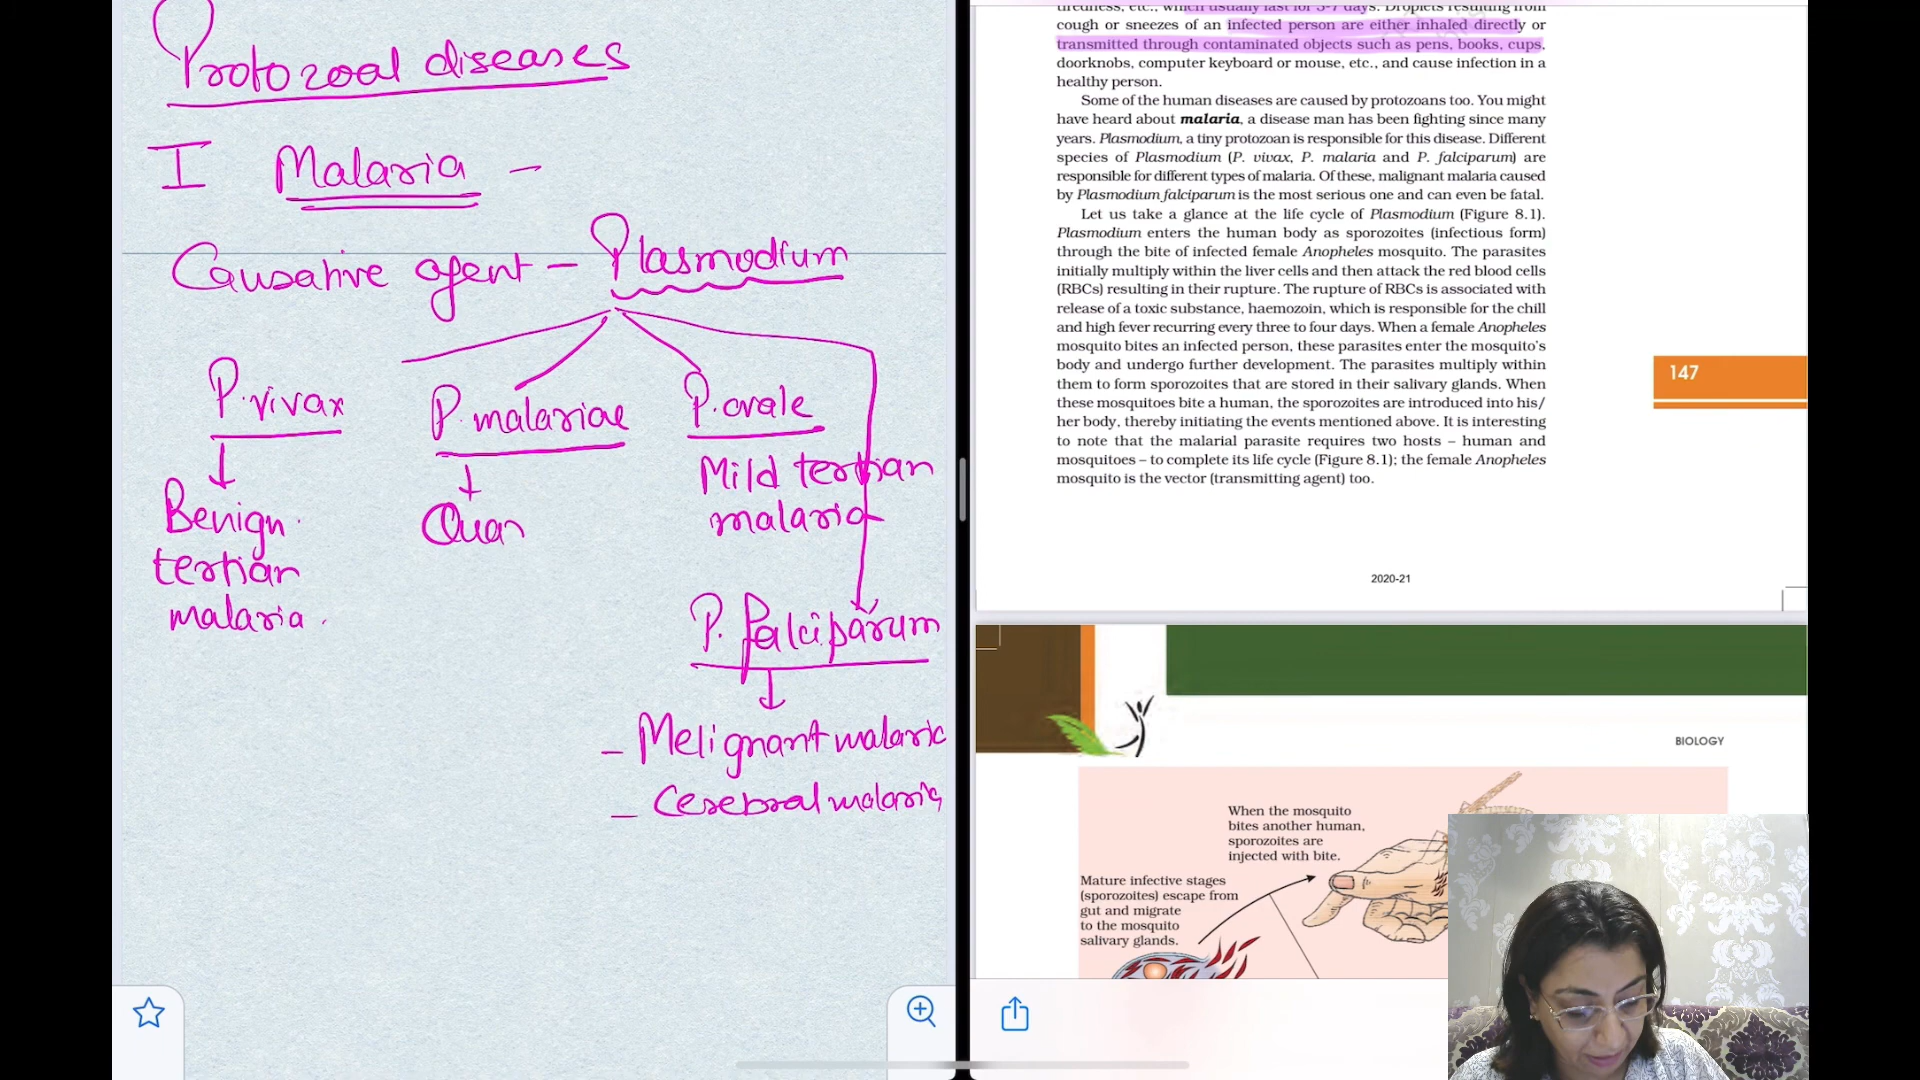 Protozoal diseases
I Malaria -
Causative agent - Plasmodium
P. vivax
P. malariae
P. ovale
Benign
tertian
malaria.
Quar
Mild tertian
malaria
P. falciparum
- Melignant malaria
- Cerebral malaria
tiredness, etc., which usually last for 3-7 days. Droplets resulting from
cough or sneezes of an infected person are either inhaled directly or
transmitted through contaminated objects such as pens, books, cups,
doorknobs, computer keyboard or mouse, etc., and cause infection in a
healthy person.
Some of the human diseases are caused by protozoans too. You might
have heard about malaria, a disease man has been fighting since many
years. Plasmodium, a tiny protozoan is responsible for this disease. Different
species of Plasmodium (P. vivax, P. malaria and P. falciparum) are
responsible for different types of malaria. Of these, malignant malaria caused
by Plasmodium falciparum is the most serious one and can even be fatal.
Let us take a glance at the life cycle of Plasmodium (Figure 8.1).
Plasmodium enters the human body as sporozoites (infectious form)
through the bite of infected female Anopheles mosquito. The parasites
initially multiply within the liver cells and then attack the red blood cells
(RBCs) resulting in their rupture. The rupture of RBCs is associated with
release of a toxic substance, haemozoin, which is responsible for the chill
and high fever recurring every three to four days. When a female Anopheles
mosquito bites an infected person, these parasites enter the mosquito's
body and undergo further development. The parasites multiply within
them to form sporozoites that are stored in their salivary glands. When
these mosquitoes bite a human, the sporozoites are introduced into his/
her body, thereby initiating the events mentioned above. It is interesting
to note that the malarial parasite requires two hosts – human and
mosquitoes – to complete its life cycle (Figure 8.1); the female Anopheles
mosquito is the vector (transmitting agent) too.
147
2020-21
BIOLOGY
When the mosquito
bites another human,
sporozoites are
injected with bite.
Mature infective stages
(sporozoites) escape from
gut and migrate
to the mosquito
salivary glands.